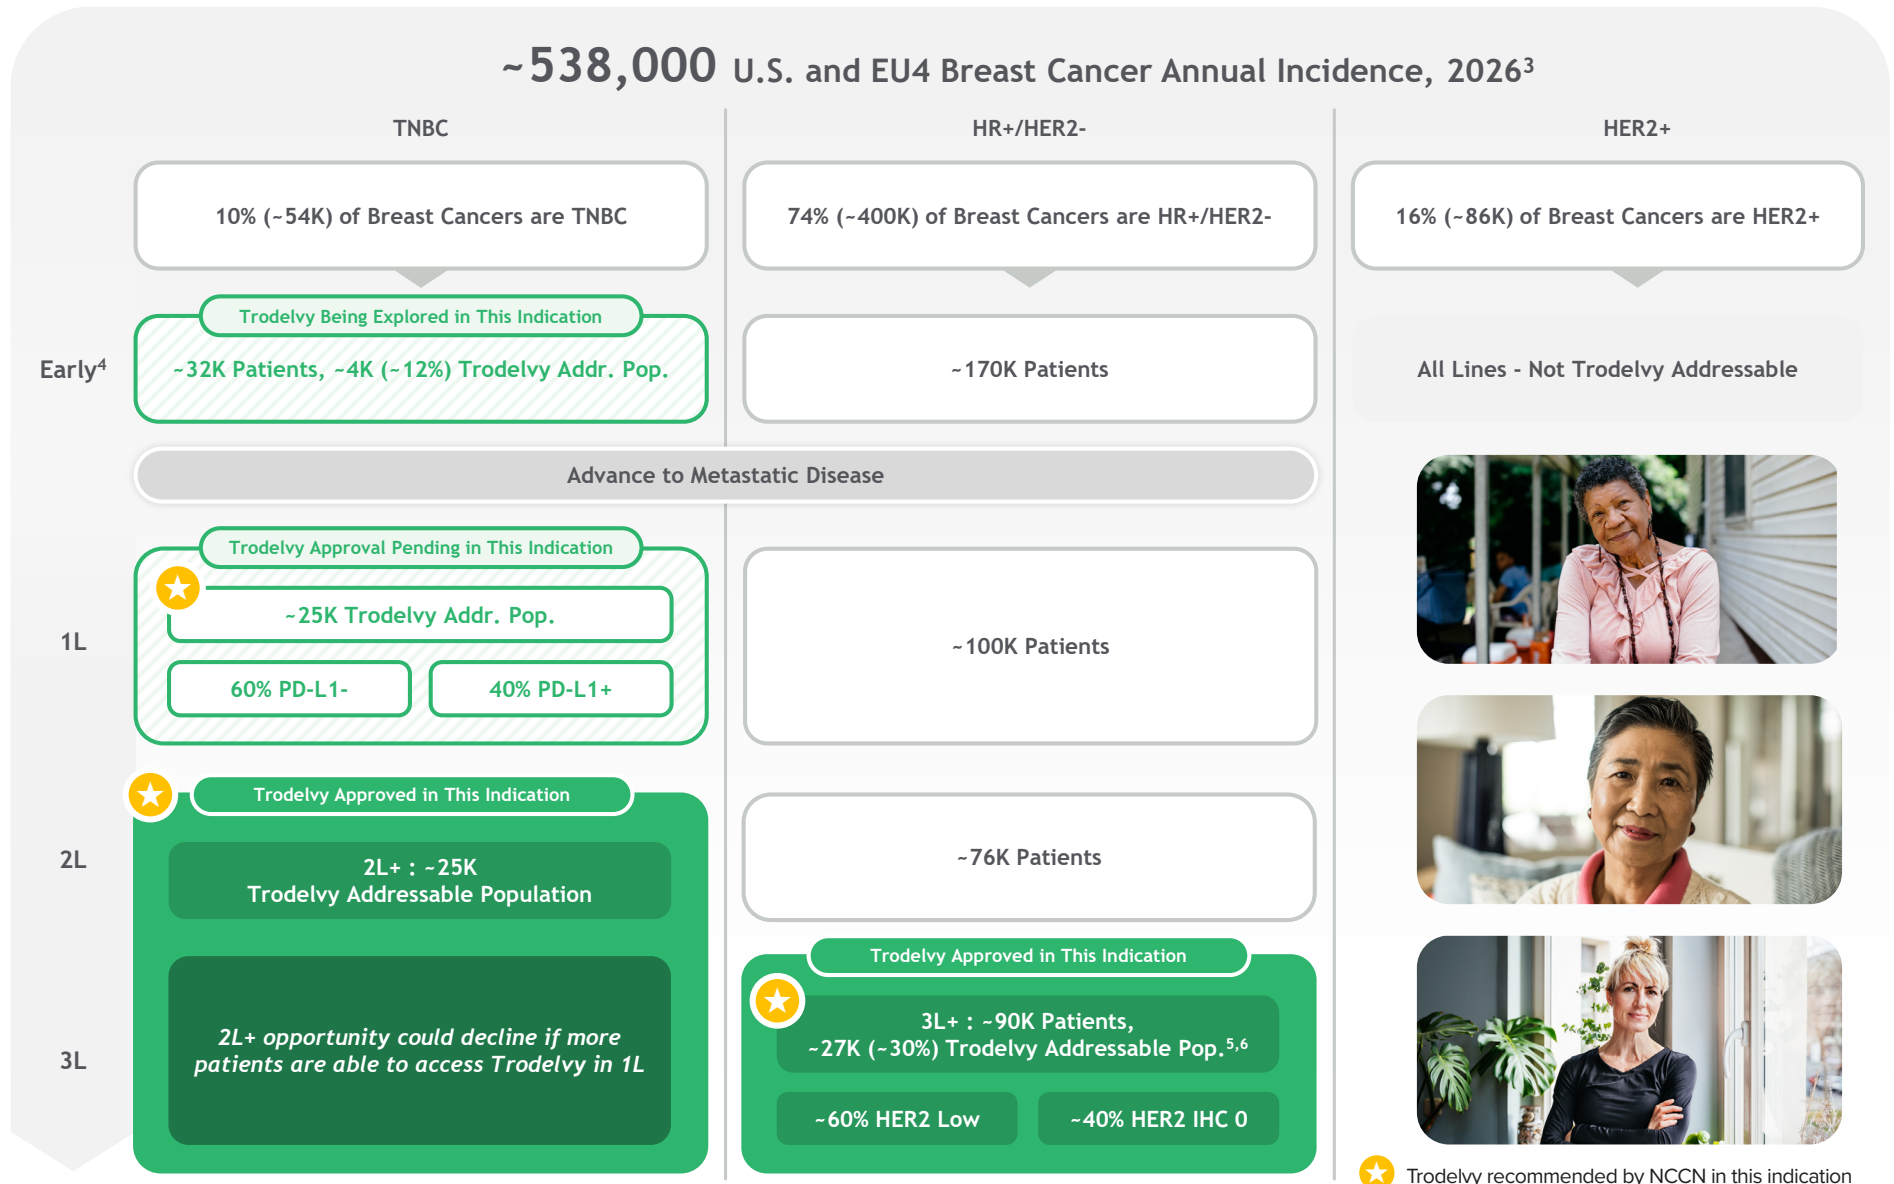 ~538,000 U.S. and EU4 Breast Cancer Annual Incidence, 2026³
TNBC
HR+/HER2-
HER2+
10% (~54K) of Breast Cancers are TNBC
74% (~400K) of Breast Cancers are HR+/HER2-
16% (~86K) of Breast Cancers are HER2+
Early⁴
Trodelvy Being Explored in This Indication
~32K Patients, ~4K (~12%) Trodelvy Addr. Pop.
~170K Patients
All Lines - Not Trodelvy Addressable
Advance to Metastatic Disease
1L
Trodelvy Approval Pending in This Indication
~25K Trodelvy Addr. Pop.
60% PD-L1-
40% PD-L1+
~100K Patients
2L
Trodelvy Approved in This Indication
2L+ : ~25K
Trodelvy Addressable Population
~76K Patients
3L
2L+ opportunity could decline if more
patients are able to access Trodelvy in 1L
Trodelvy Approved in This Indication
3L+ : ~90K Patients,
~27K (~30%) Trodelvy Addressable Pop.⁵,⁶
~60% HER2 Low
~40% HER2 IHC 0
Trodelvy recommended by NCCN in this indication